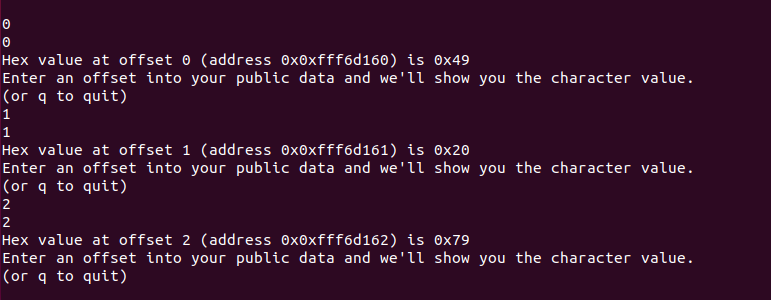 0
0
Hex value at offset 0 (address 0x0xfff6d160) is 0x49
Enter an offset into your public data and we'll show you the character value.
(or q to quit)
1
1
Hex value at offset 1 (address 0x0xfff6d161) is 0x20
Enter an offset into your public data and we'll show you the character value.
(or q to quit)
2
2
Hex value at offset 2 (address 0x0xfff6d162) is 0x79
Enter an offset into your public data and we'll show you the character value.
(or q to quit)